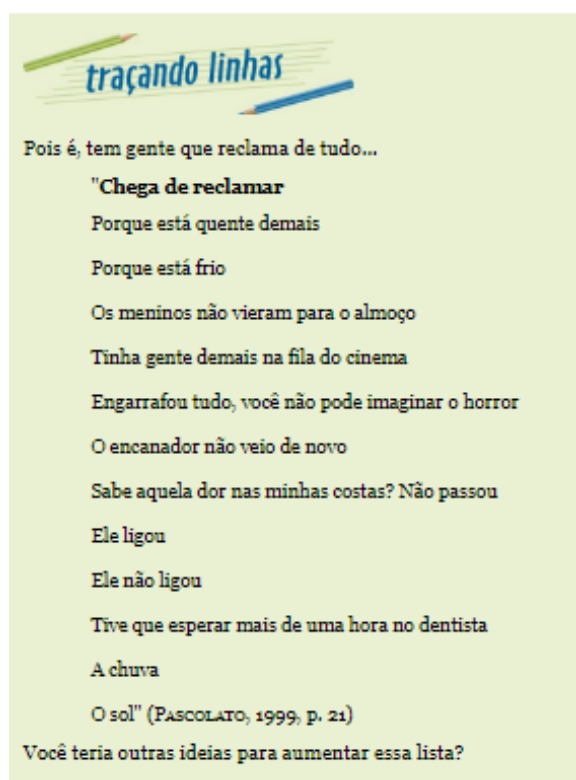 traçando linhas
Pois é, tem gente que reclama de tudo...
"Chega de reclamar
Porque está quente demais
Porque está frio
Os meninos não vieram para o almoço
Tinha gente demais na fila do cinema
Engarrafou tudo, você não pode imaginar o horror
O encanador não veio de novo
Sabe aquela dor nas minhas costas? Não passou
Ele ligou
Ele não ligou
Tive que esperar mais de uma hora no dentista
A chuva
O sol" (PASCOLATO, 1999, p. 21)
Você teria outras ideias para aumentar essa lista?